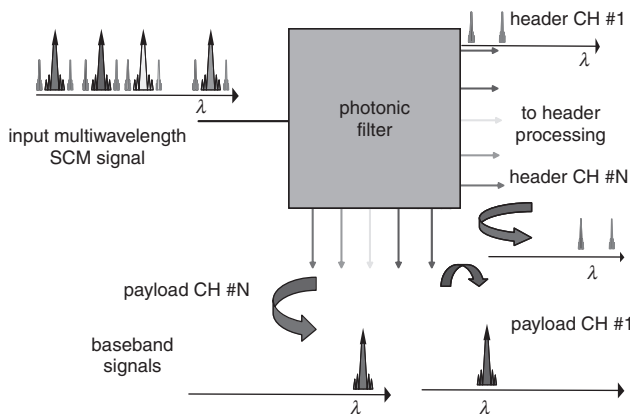 header CH #1
λ
λ
input multiwavelength
SCM signal
photonic
filter
to header
processing
header CH #N
λ
payload CH #N
payload CH #1
baseband
signals
λ
λ